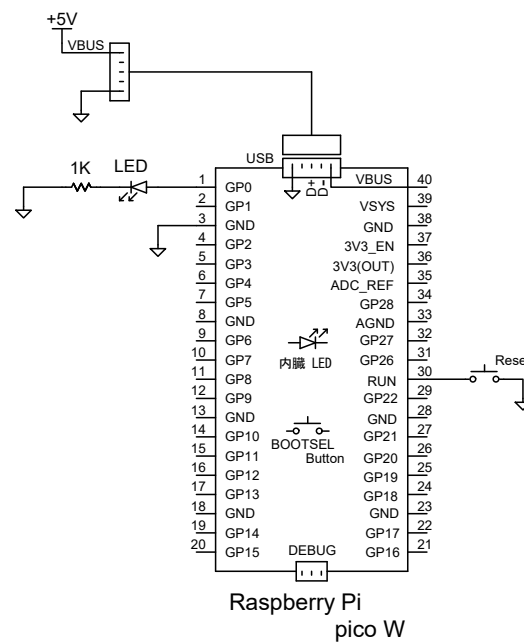 +5V
VBUS
1K
LED
USB
D+
D-
VBUS
1 GP0
2 GP1
3 GND
4 GP2
5 GP3
6 GP4
7 GP5
8 GND
9 GP6
10 GP7
11 GP8
12 GP9
13 GND
14 GP10
15 GP11
16 GP12
17 GP13
18 GND
19 GP14
20 GP15
40
VSYS 39
GND 38
3V3_EN 37
3V3(OUT) 36
ADC_REF 35
GP28 34
AGND 33
GP27 32
GP26 31
RUN 30
GP22 29
GND 28
GP21 27
GP20 26
GP19 25
GP18 24
GND 23
GP17 22
GP16 21
内臓 LED
BOOTSEL
Button
Rese
DEBUG
Raspberry Pi
pico W